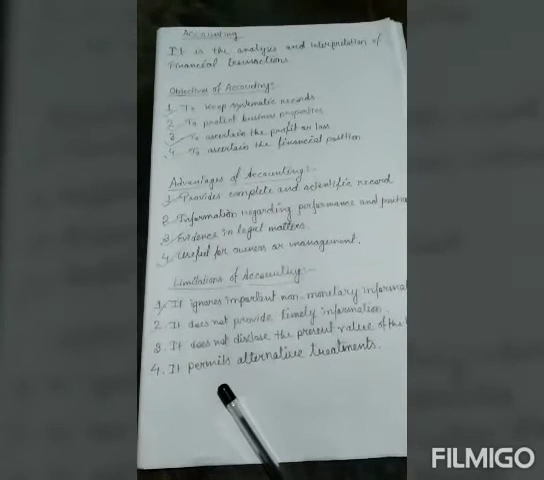 Accounting
It is the analysis and interpretation of
Financial transactions
Objectives of Accounting:-
1. To keep systematic records
2. To protect business properties
3. To ascertain the profit or loss
4. To ascertain the financial position
Advantages of Accounting:-
1. Provides complete and scientific record
2. Information regarding performance and
3. Evidence in legal matters.
4. Useful for owners or management.
Limitations of Accounting:-
1. It ignores important non-monetary
2. It does not provide timely information.
3. It does not disclose the present value of the
4. It permits alternative treatments.
FILMIGO